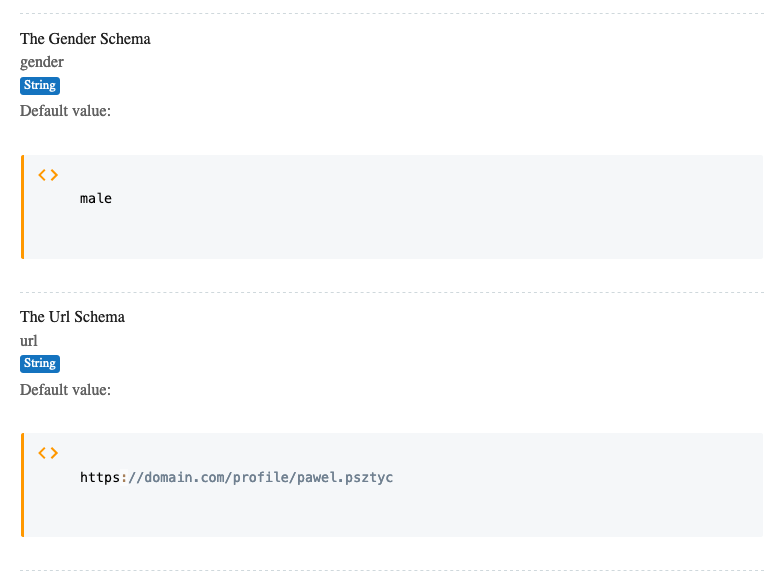 The Gender Schema
gender
String
Default value:
male
The Url Schema
url
String
Default value:
https://domain.com/profile/pawel.psztyc